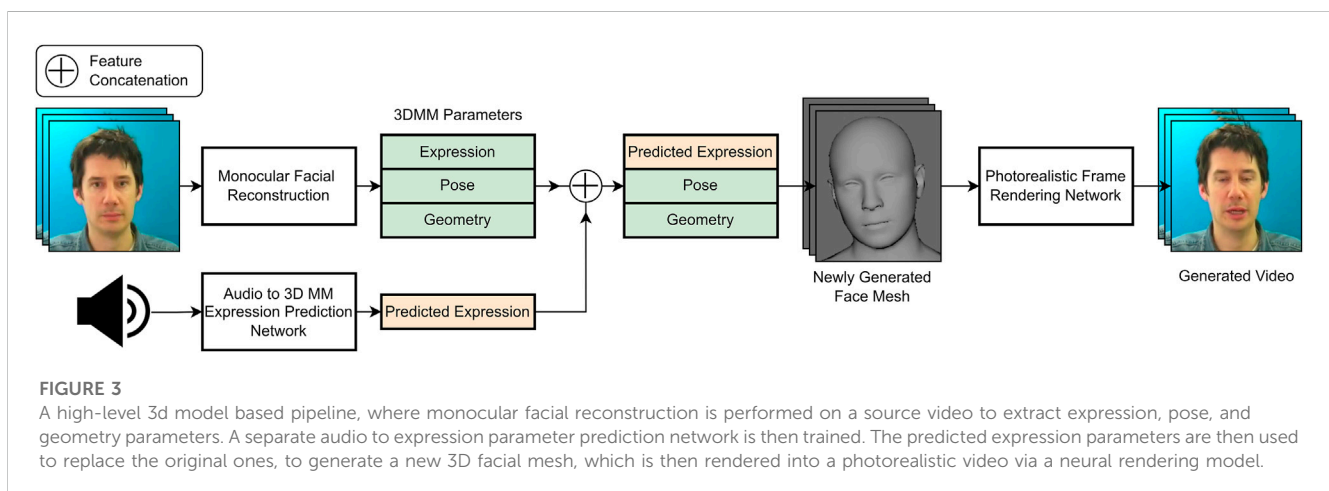 Feature
Concatenation
3DMM Parameters
Expression
Pose
Geometry
Monocular Facial
Reconstruction
Predicted Expression
Pose
Geometry
Photorealistic Frame
Rendering Network
Newly Generated
Face Mesh
Generated Video
Audio to 3D MM
Expression Prediction
Network
Predicted Expression
FIGURE 3
A high-level 3d model based pipeline, where monocular facial reconstruction is performed on a source video to extract expression, pose, and
geometry parameters. A separate audio to expression parameter prediction network is then trained. The predicted expression parameters are then used
to replace the original ones, to generate a new 3D facial mesh, which is then rendered into a photorealistic video via a neural rendering model.